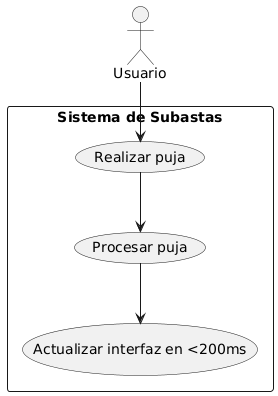 Usuario
Sistema de Subastas
Realizar puja
Procesar puja
Actualizar interfaz en <200ms